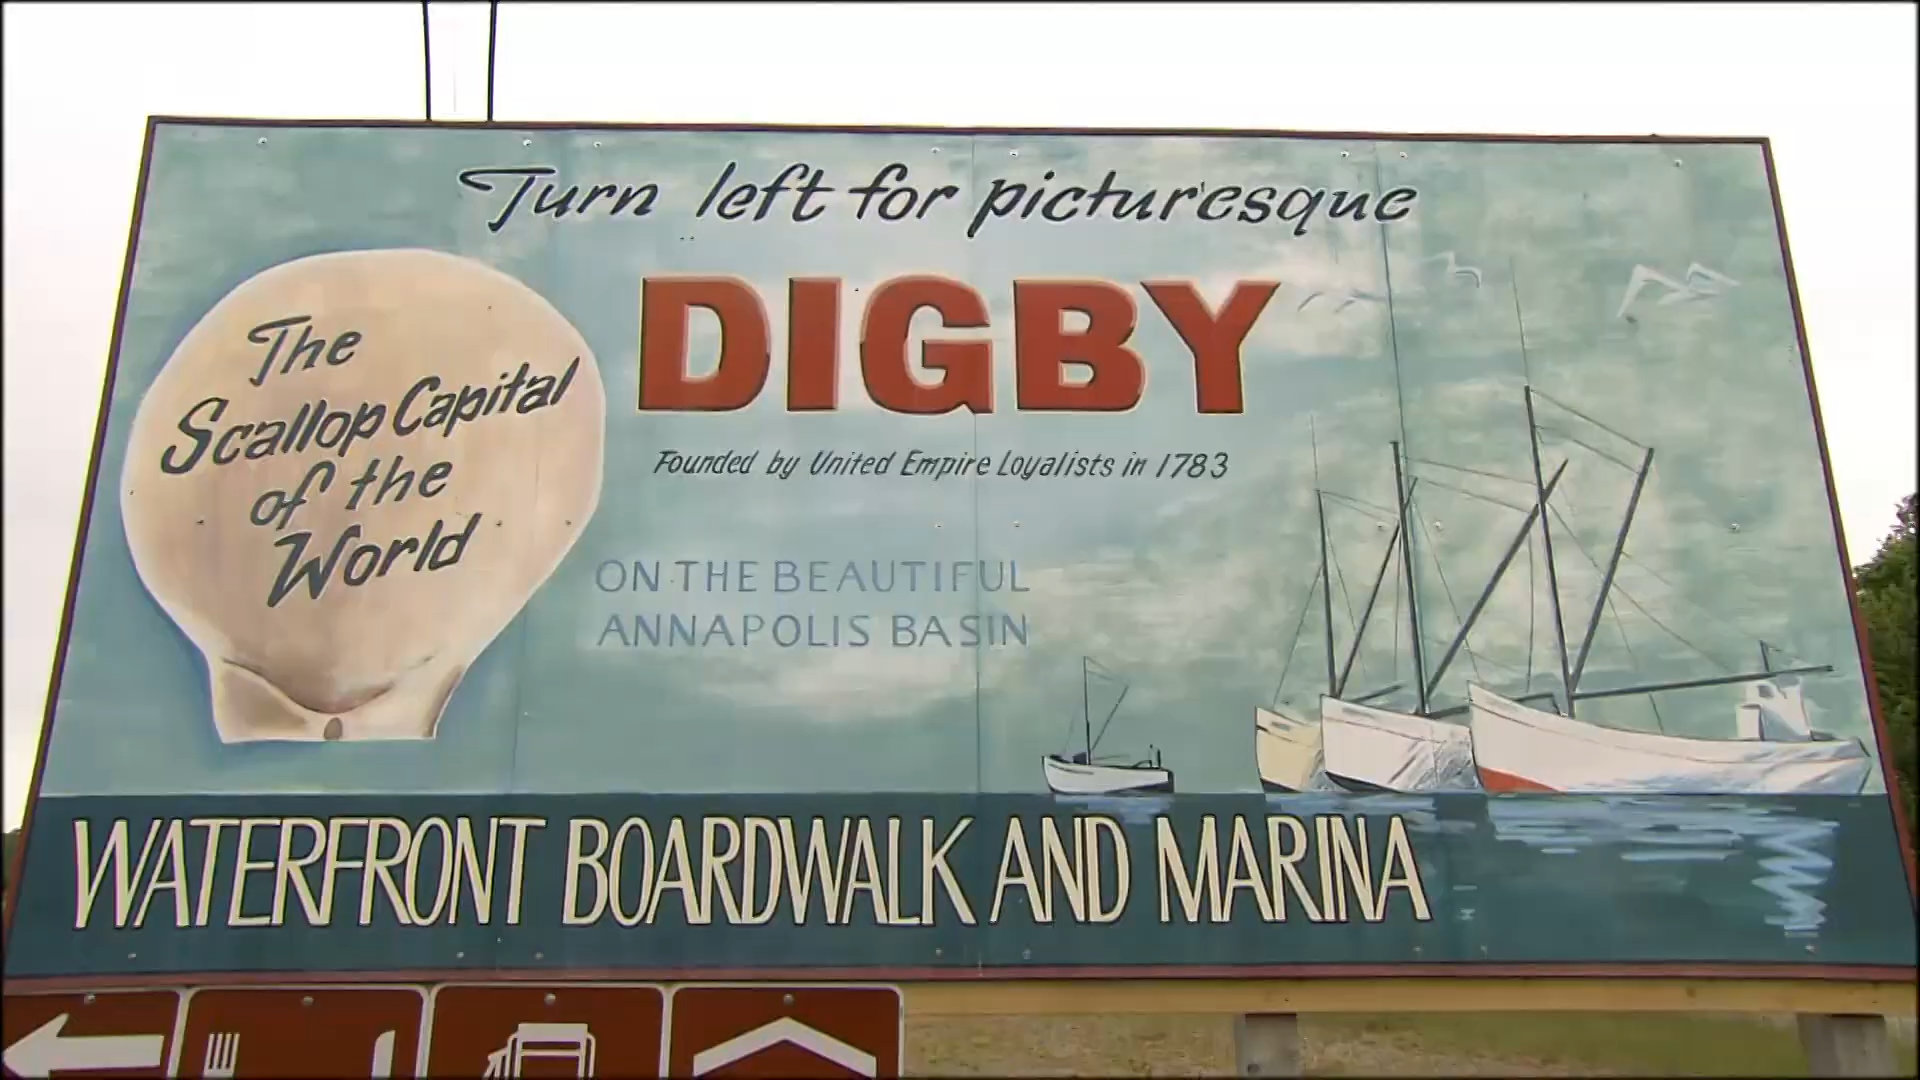 Turn left for picturesque
DIGBY
The
Scallop Capital
of the
World
Founded by United Empire Loyalists in 1783
ON THE BEAUTIFUL
ANNAPOLIS BASIN
WATERFRONT BOARDWALK AND MARINA